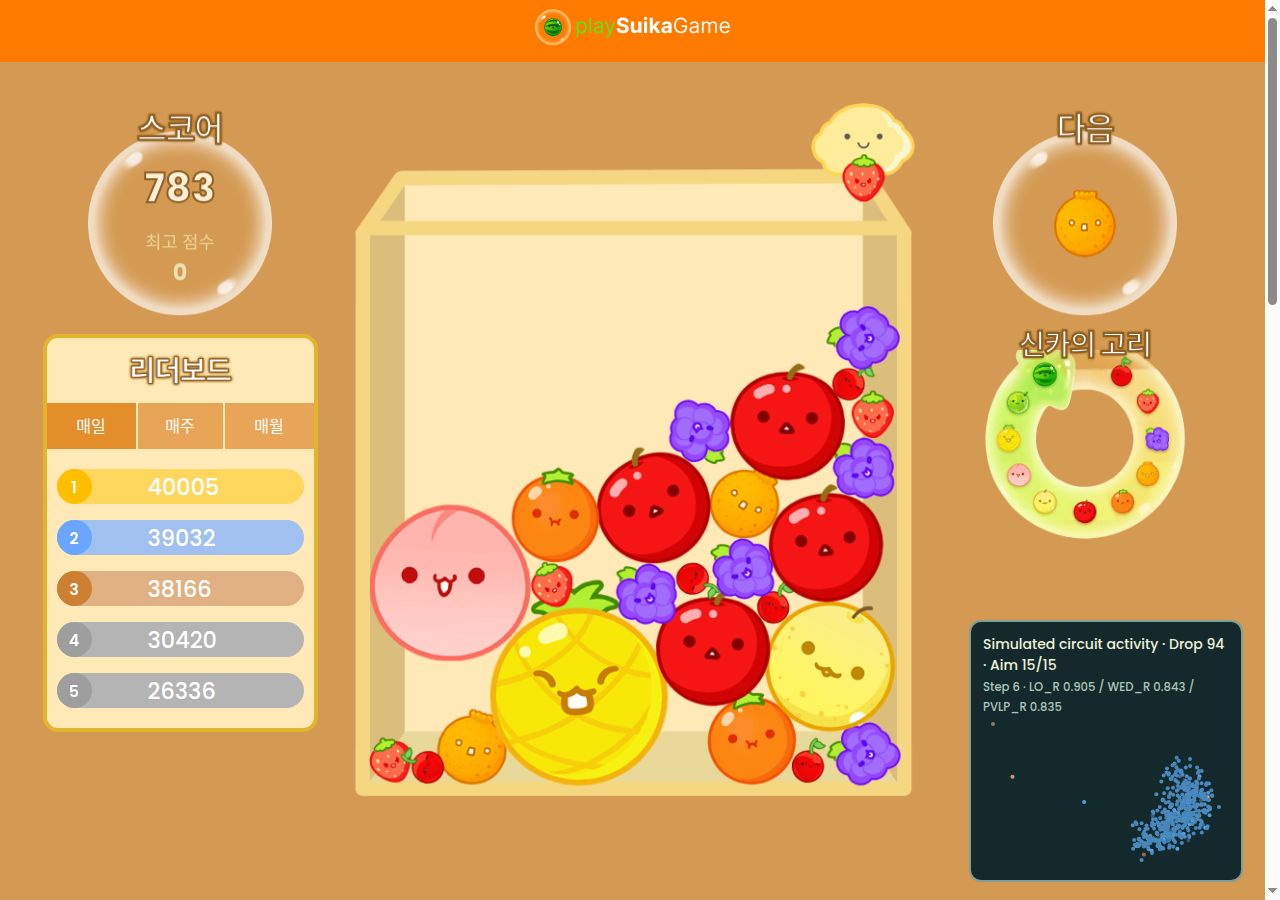 playSuikaGame
스코어
783
최고 점수
0
리더보드
매일 매주 매월
1 40005
2 39032
3 38166
4 30420
5 26336
다음
신카의 고리
Simulated circuit activity · Drop 94
· Aim 15/15
Step 6 · LO_R 0.905 / WED_R 0.843 /
PVLP_R 0.835